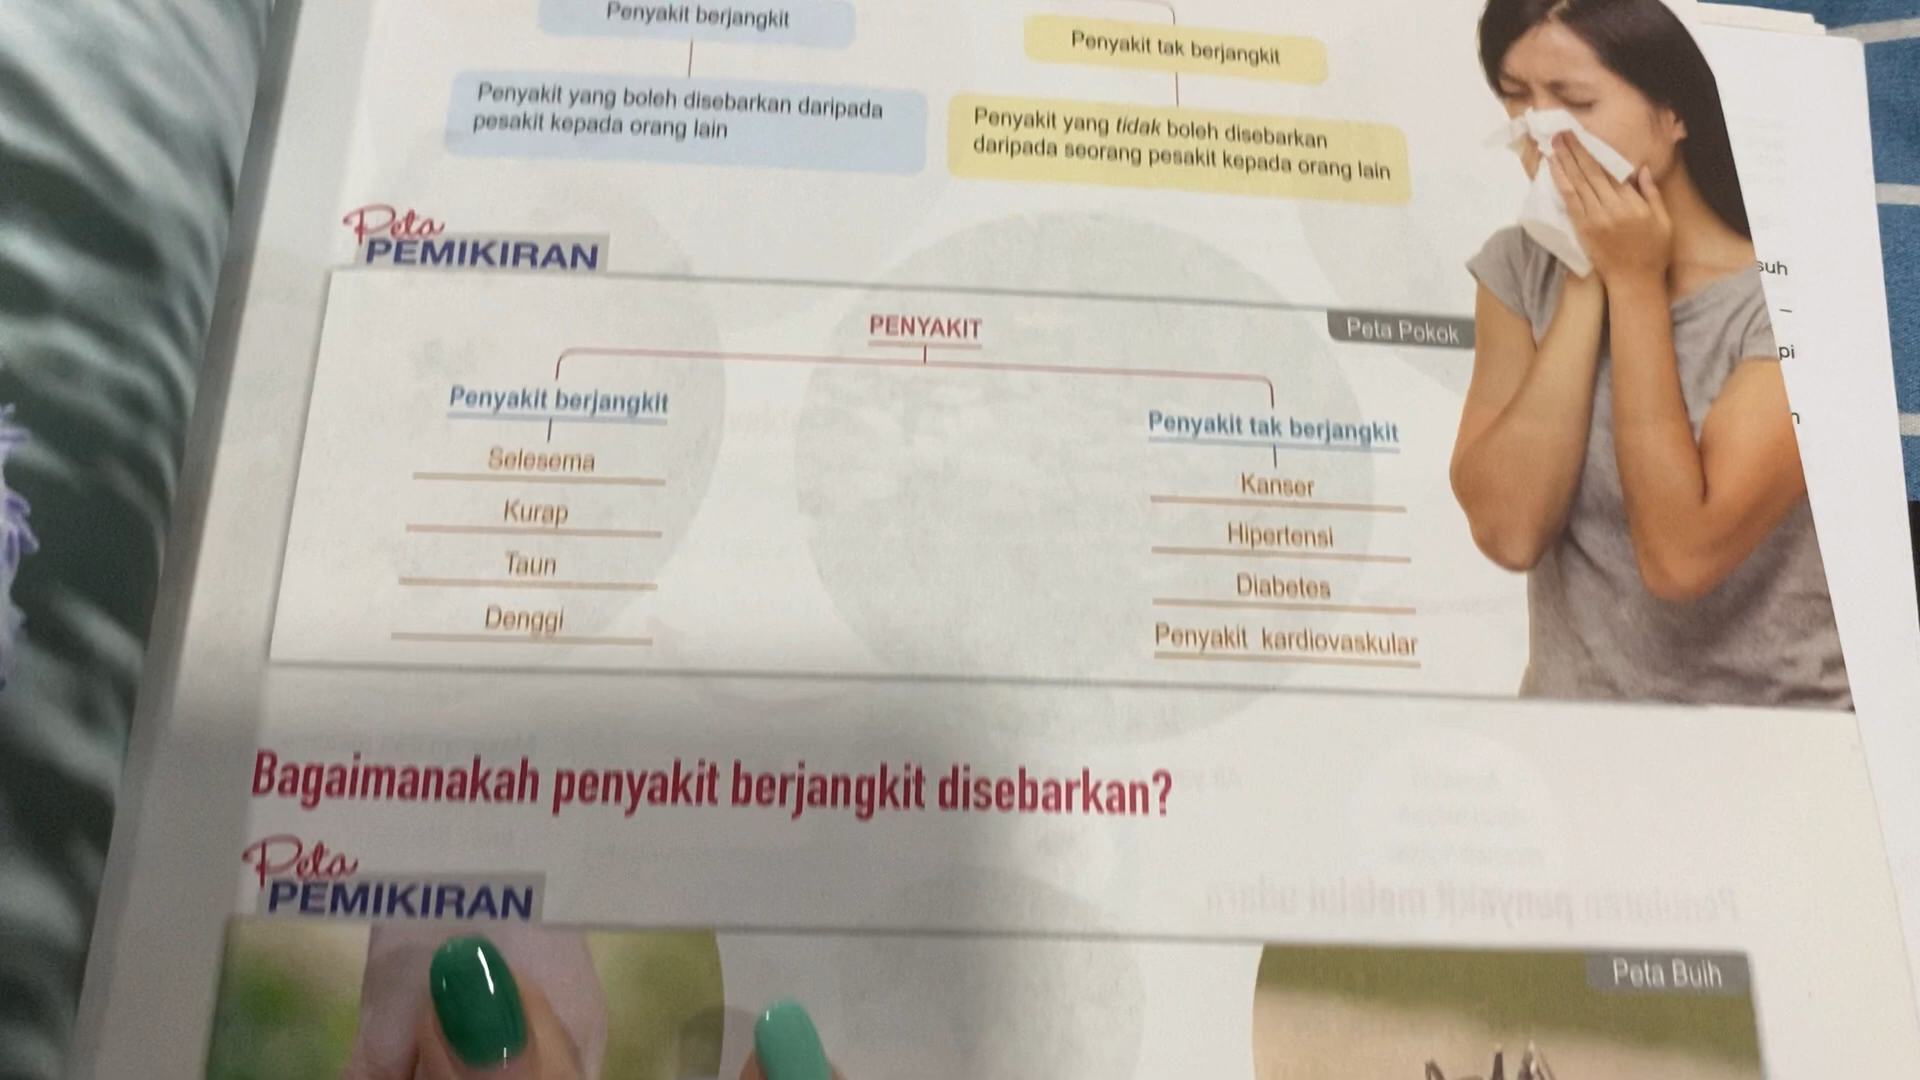 Penyakit berjangkit
Penyakit yang boleh disebarkan daripada
pesakit kepada orang lain
Penyakit tak berjangkit
Penyakit yang tidak boleh disebarkan
daripada seorang pesakit kepada orang lain
Peta
PEMIKIRAN
Peta Pokok
PENYAKIT
Penyakit berjangkit
Selesema
Kurap
Taun
Denggi
Penyakit tak berjangkit
Kanser
Hipertensi
Diabetes
Penyakit kardiovaskular
suh
–
pi
Bagaimanakah penyakit berjangkit disebarkan?
Peta
PEMIKIRAN
Peta Buih